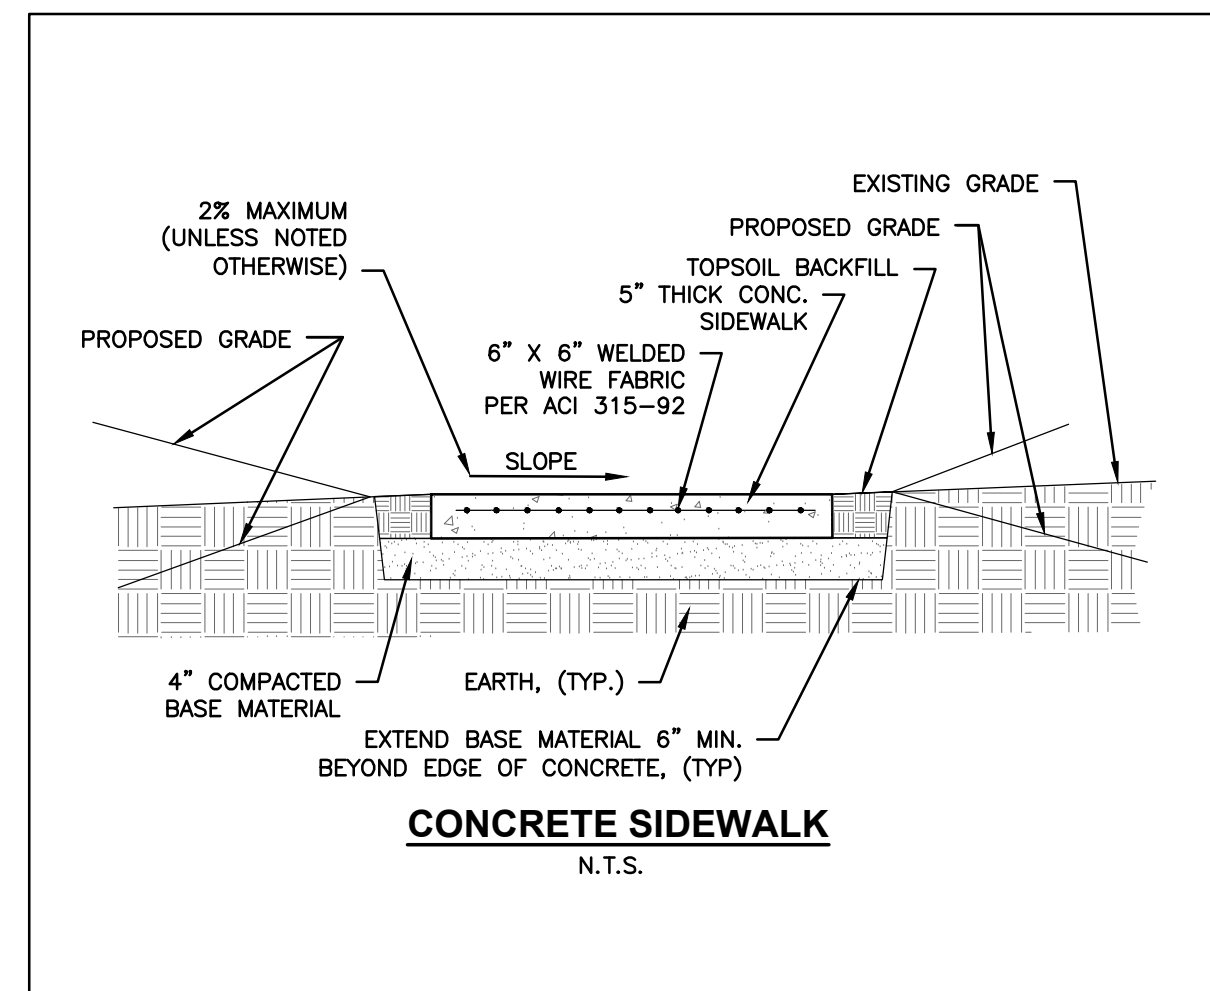 EXISTING GRADE
2% MAXIMUM
(UNLESS NOTED
OTHERWISE)
PROPOSED GRADE
TOPSOIL BACKFILL
5" THICK CONC.
SIDEWALK
PROPOSED GRADE
6" X 6" WELDED
WIRE FABRIC
PER ACI 315-92
SLOPE
4" COMPACTED
BASE MATERIAL
EARTH, (TYP.)
EXTEND BASE MATERIAL 6" MIN.
BEYOND EDGE OF CONCRETE, (TYP)
CONCRETE SIDEWALK
N.T.S.